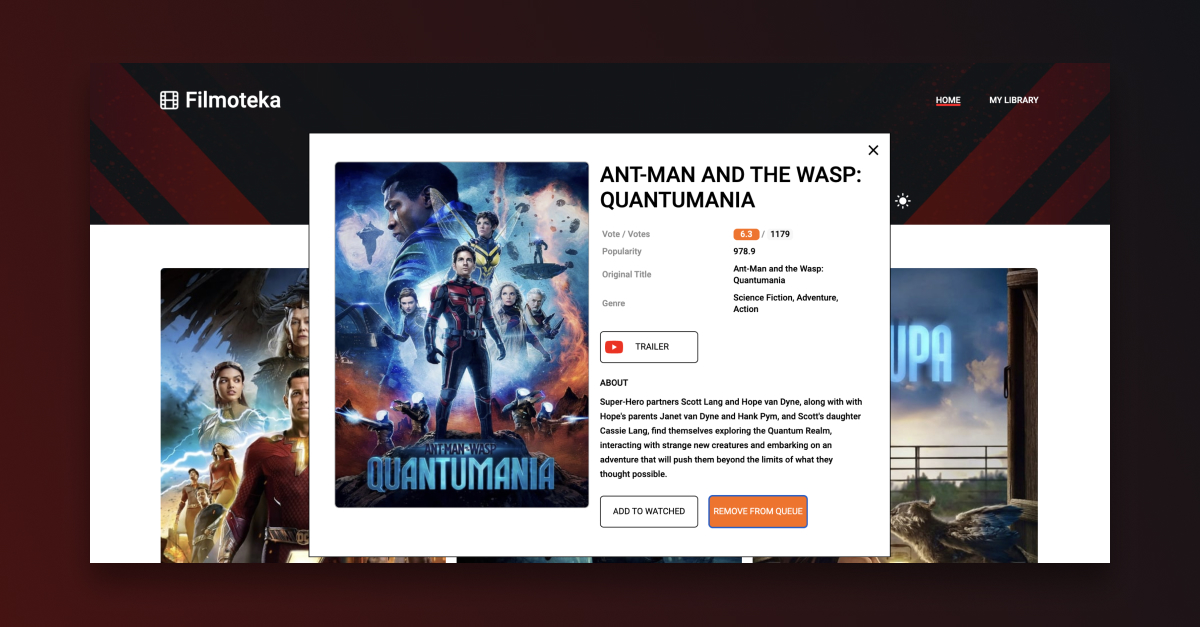 Filmoteka
HOME
MY LIBRARY
ANT-MAN AND THE WASP:
QUANTUMANIA
Vote / Votes
6.3 / 1179
Popularity
978.9
Original Title
Ant-Man and the Wasp:
Quantumania
Genre
Science Fiction, Adventure,
Action
TRAILER
ABOUT
Super-Hero partners Scott Lang and Hope van Dyne, along with with
Hope's parents Janet van Dyne and Hank Pym, and Scott's daughter
Cassie Lang, find themselves exploring the Quantum Realm,
interacting with strange new creatures and embarking on an
adventure that will push them beyond the limits of what they
thought possible.
ADD TO WATCHED
REMOVE FROM QUEUE
ANT-MAN AND THE WASP
QUANTUMANIA
UPA